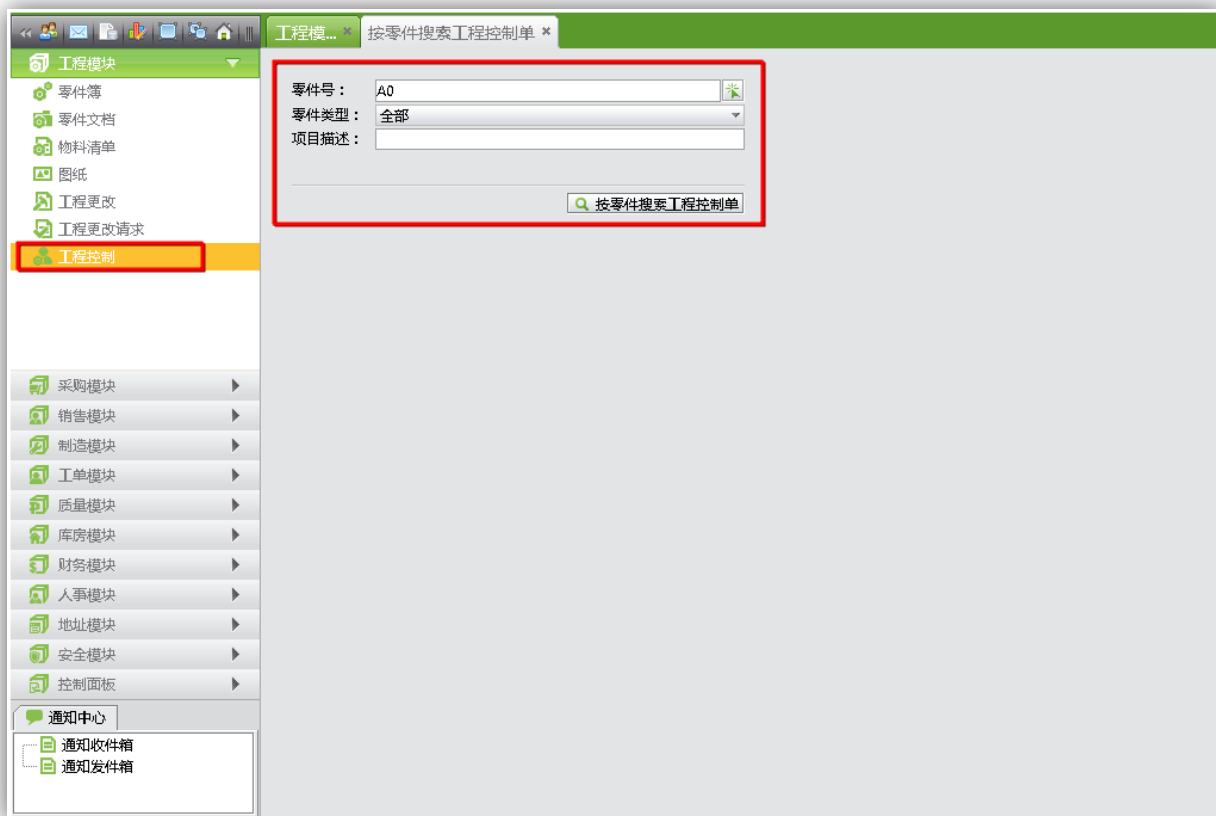 工程模...
按零件搜索工程控制单
工程模块
零件簿
零件文档
物料清单
图纸
工程更改
工程更改请求
工程控制
零件号：
A0
零件类型：
全部
项目描述：
按零件搜索工程控制单
采购模块
销售模块
制造模块
工单模块
质量模块
库房模块
财务模块
人事模块
地址模块
安全模块
控制面板
通知中心
通知收件箱
通知发件箱